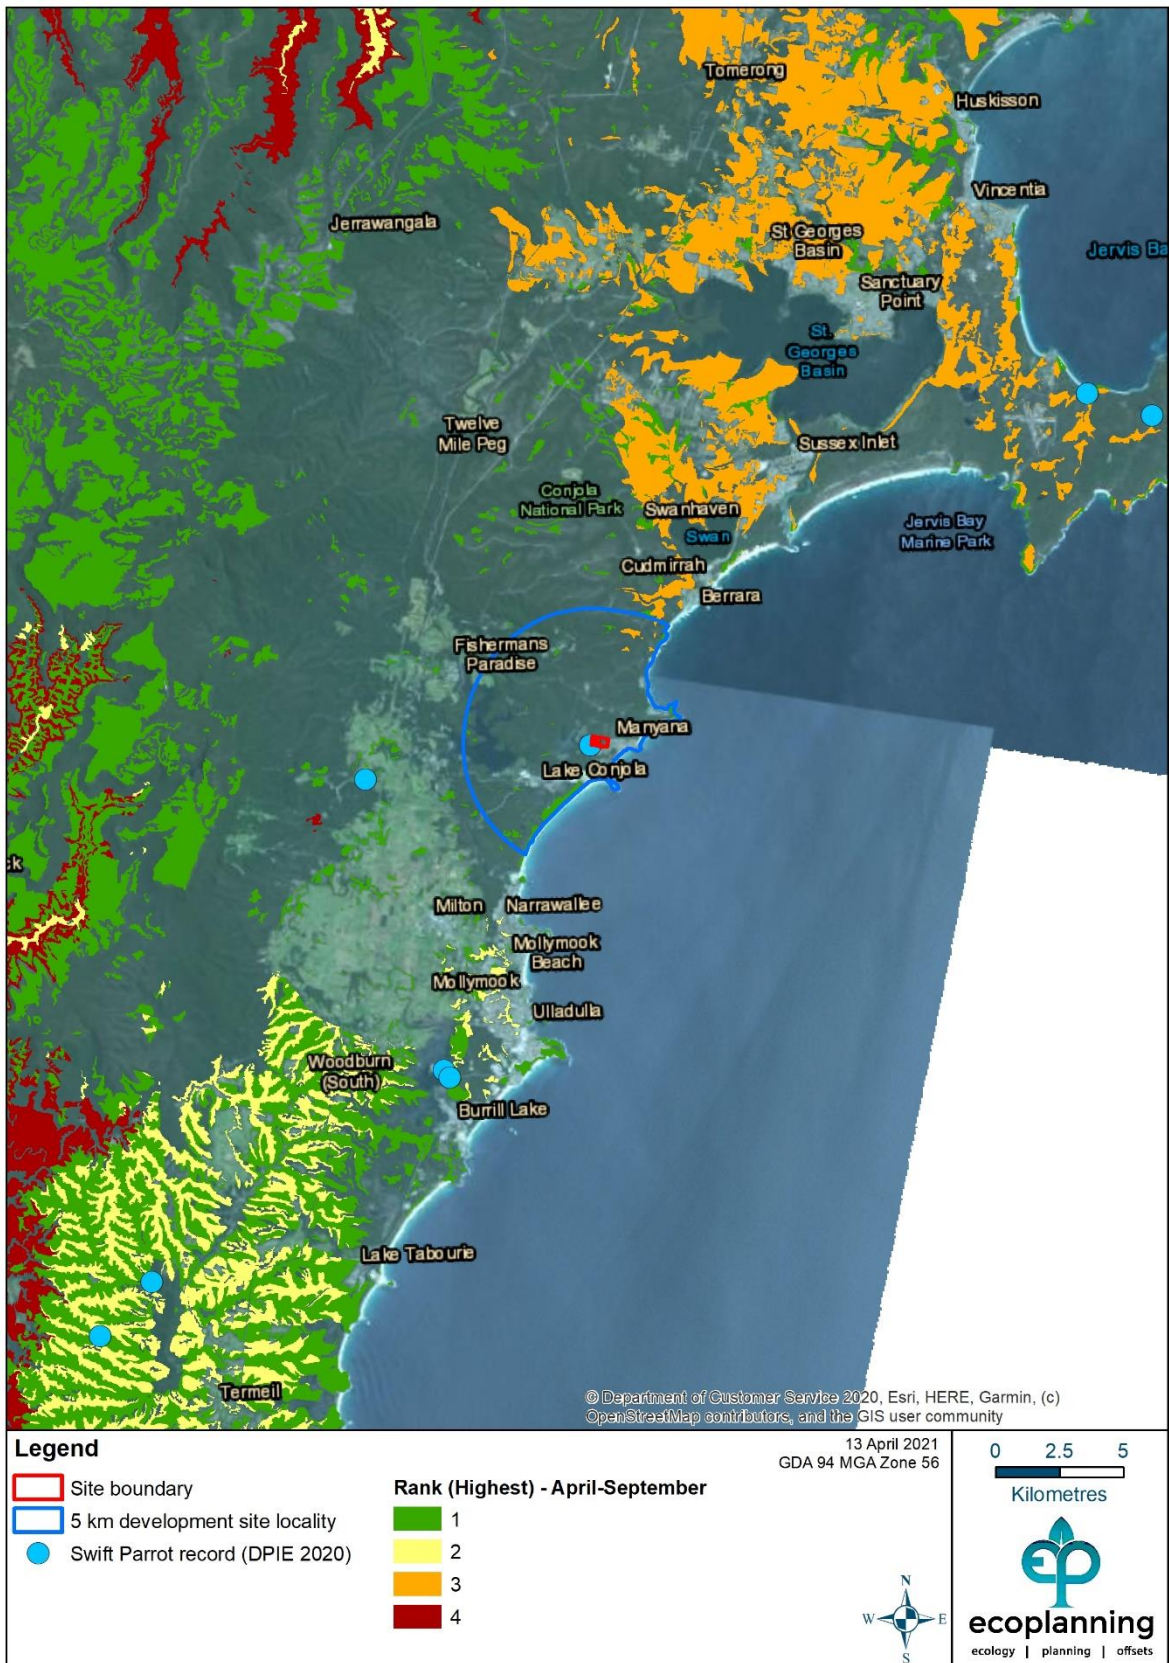 Tomerong
Huskisson
Vincentia
Jerrawangala
St Georges
Basin
Jervis Ba
Sanctuary
Point
St.
Georges
Basin
Twelve
Mile Peg
Sussex Inlet
Conjola
National Park
Swanhaven
Swan
Jervis Bay
Marine Park
Cudmirrah
Berrara
Fishermans
Paradise
Manyana
Lake Conjola
ck
Milton
Narrawallee
Mollymook
Beach
Mollymook
Ulladulla
Woodburn
(South)
Burrill Lake
Lake Tabourie
Termeil
© Department of Customer Service 2020, Esri, HERE, Garmin, (c)
OpenStreetMap contributors, and the GIS user community
Legend
Site boundary
5 km development site locality
Swift Parrot record (DPIE 2020)
Rank (Highest) - April-September
1
2
3
4
13 April 2021
GDA 94 MGA Zone 56
N
W E
S
0 2.5 5
Kilometres
ep
ecoplanning
ecology | planning | offsets